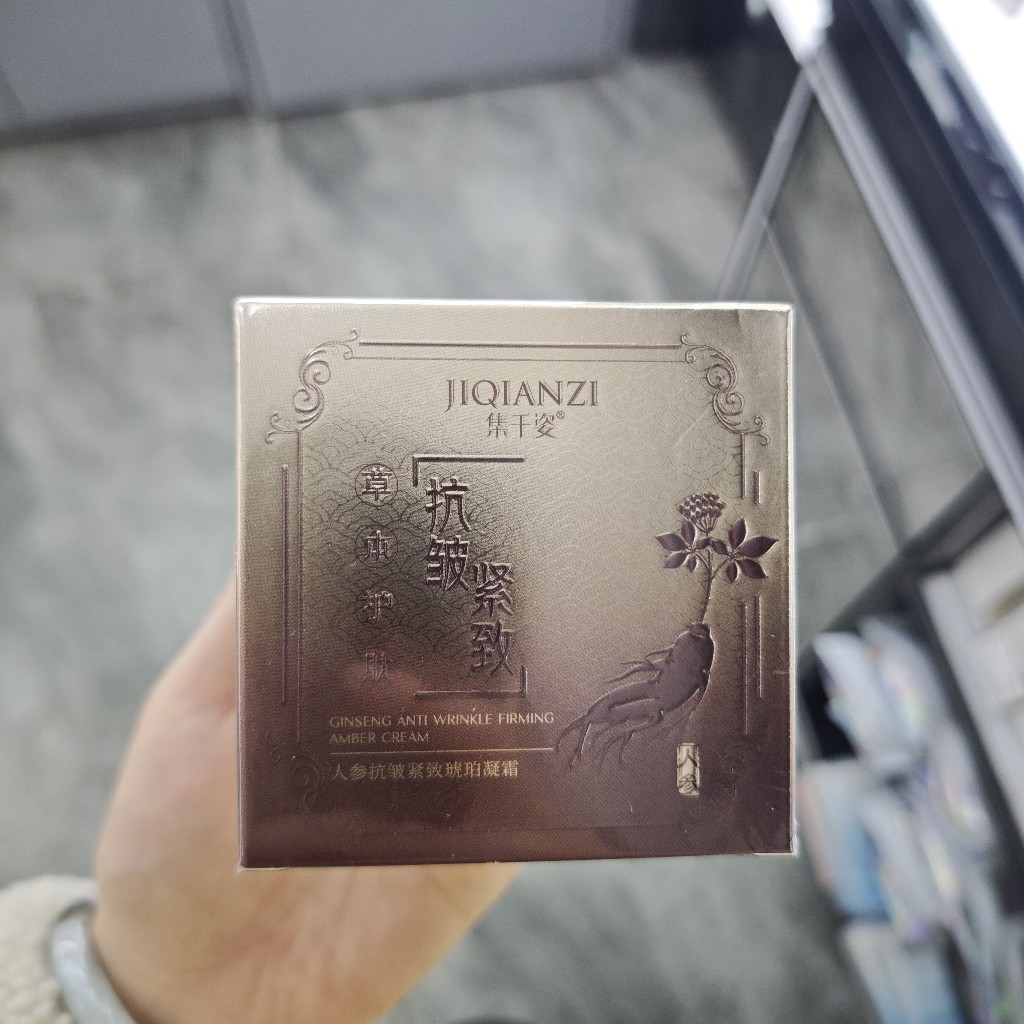 JIQIANZI
集千姿®
草本护肤
抗皱
紧致
GINSENG ANTI WRINKLE FIRMING
AMBER CREAM
人参抗皱紧致琥珀凝霜
人参